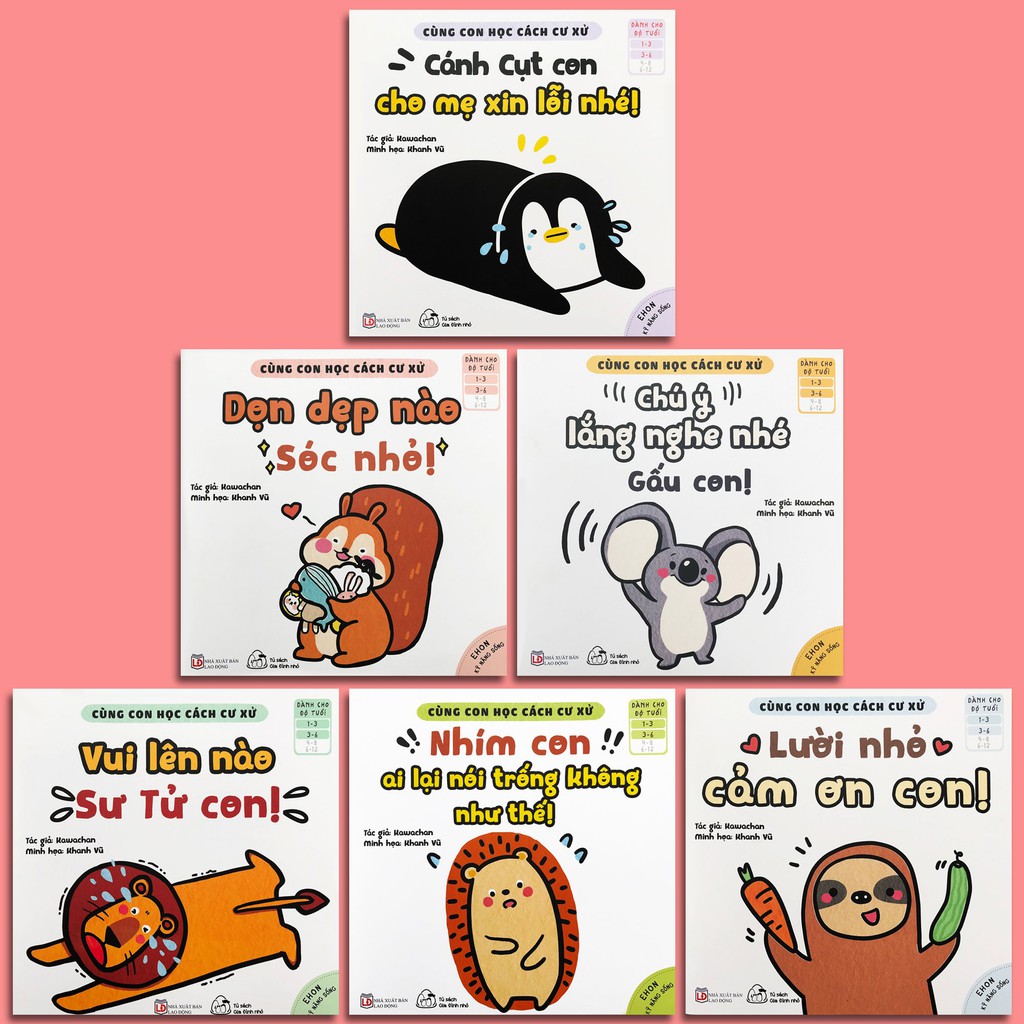 CÙNG CON HỌC CÁCH CƯ XỬ
DÀNH CHO
ĐỘ TUỔI
1-3
3-6
4-8
6-12
Cánh Cụt con
cho mẹ xin lỗi nhé!
Tác giả: Kawachan
Minh họa: Khanh Vũ
NHÀ XUẤT BẢN
LAO ĐỘNG
Tủ sách
Gia đình nhỏ
EHON
KỸ NĂNG SỐNG
CÙNG CON HỌC CÁCH CƯ XỬ
DÀNH CHO
ĐỘ TUỔI
1-3
3-6
4-8
6-12
Dọn dẹp nào
Sóc nhỏ!
Tác giả: Kawachan
Minh họa: Khanh Vũ
NHÀ XUẤT BẢN
LAO ĐỘNG
Tủ sách
Gia đình nhỏ
EHON
KỸ NĂNG SỐNG
CÙNG CON HỌC CÁCH CƯ XỬ
DÀNH CHO
ĐỘ TUỔI
1-3
3-6
4-8
6-12
Chú ý
lắng nghe nhé
Gấu con!
Tác giả: Kawachan
Minh họa: Khanh Vũ
NHÀ XUẤT BẢN
LAO ĐỘNG
Tủ sách
Gia đình nhỏ
EHON
KỸ NĂNG SỐNG
CÙNG CON HỌC CÁCH CƯ XỬ
DÀNH CHO
ĐỘ TUỔI
1-3
3-6
4-8
6-12
Vui lên nào
Sư Tử con!
Tác giả: Kawachan
Minh họa: Khanh Vũ
NHÀ XUẤT BẢN
LAO ĐỘNG
Tủ sách
Gia đình nhỏ
EHON
KỸ NĂNG SỐNG
CÙNG CON HỌC CÁCH CƯ XỬ
DÀNH CHO
ĐỘ TUỔI
1-3
3-6
4-8
6-12
Nhím con !!
ai lại nói trống không
như thế!
Tác giả: Kawachan
Minh họa: Khanh Vũ
NHÀ XUẤT BẢN
LAO ĐỘNG
Tủ sách
Gia đình nhỏ
EHON
KỸ NĂNG SỐNG
CÙNG CON HỌC CÁCH CƯ XỬ
DÀNH CHO
ĐỘ TUỔI
1-3
3-6
4-8
6-12
Lười nhỏ
cảm ơn con!
Tác giả: Kawachan
Minh họa: Khanh Vũ
NHÀ XUẤT BẢN
LAO ĐỘNG
Tủ sách
Gia đình nhỏ
EHON
KỸ NĂNG SỐNG